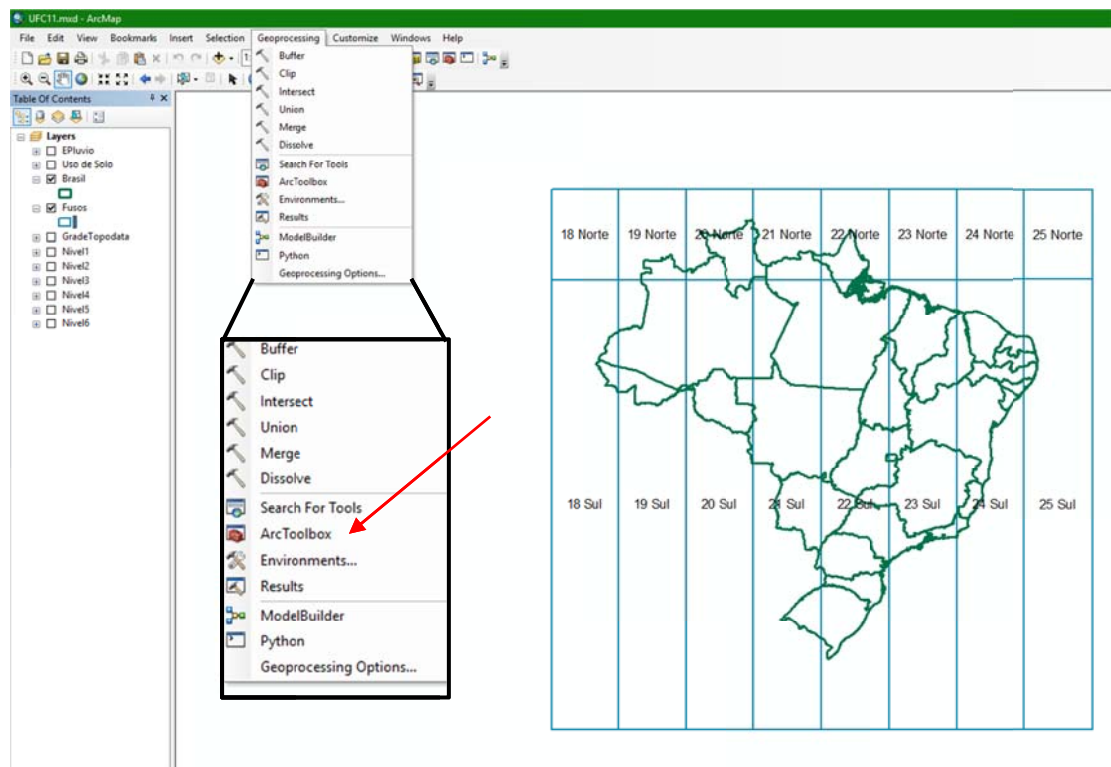 UFC11.mxd - ArcMap
File Edit View Bookmarks Insert Selection Geoprocessing Customize Windows Help
Buffer
Clip
Intersect
Union
Merge
Dissolve
Search For Tools
ArcToolbox
Environments...
Results
ModelBuilder
Python
Geoprocessing Options...
Table Of Contents
Layers
EPluvio
Uso de Solo
Brasil
Fusos
GradeTopodata
Nivel1
Nivel2
Nivel3
Nivel4
Nivel5
Nivel6
Buffer
Clip
Intersect
Union
Merge
Dissolve
Search For Tools
ArcToolbox
Environments...
Results
ModelBuilder
Python
Geoprocessing Options...
18 Norte 19 Norte 20 Norte 21 Norte 22 Norte 23 Norte 24 Norte 25 Norte
18 Sul 19 Sul 20 Sul 21 Sul 22 Sul 23 Sul 24 Sul 25 Sul